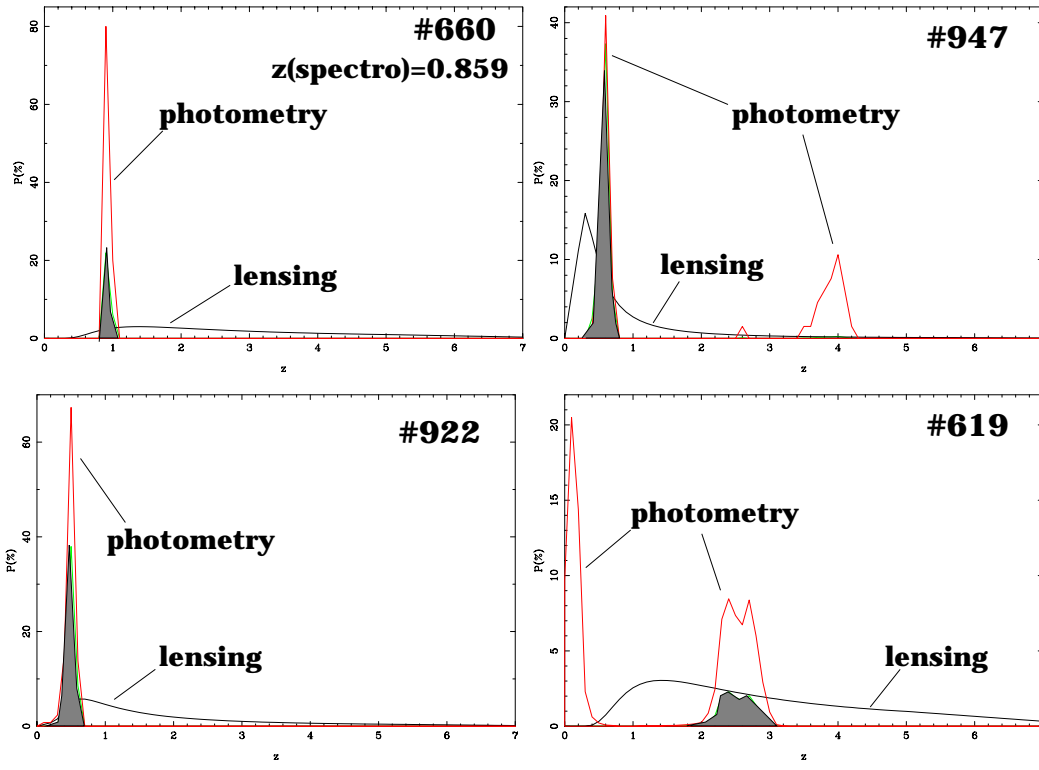 #660
z(spectro)=0.859
photometry
lensing
P(%)
0 20 40 60 80
0 1 2 3 4 5 6 7
z
#947
photometry
lensing
P(%)
0 10 20 30 40
0 1 2 3 4 5 6
z
#922
photometry
lensing
P(%)
0 20 40 60
0 1 2 3 4 5 6 7
z
#619
photometry
lensing
P(%)
0 5 10 15 20
0 1 2 3 4 5 6
z